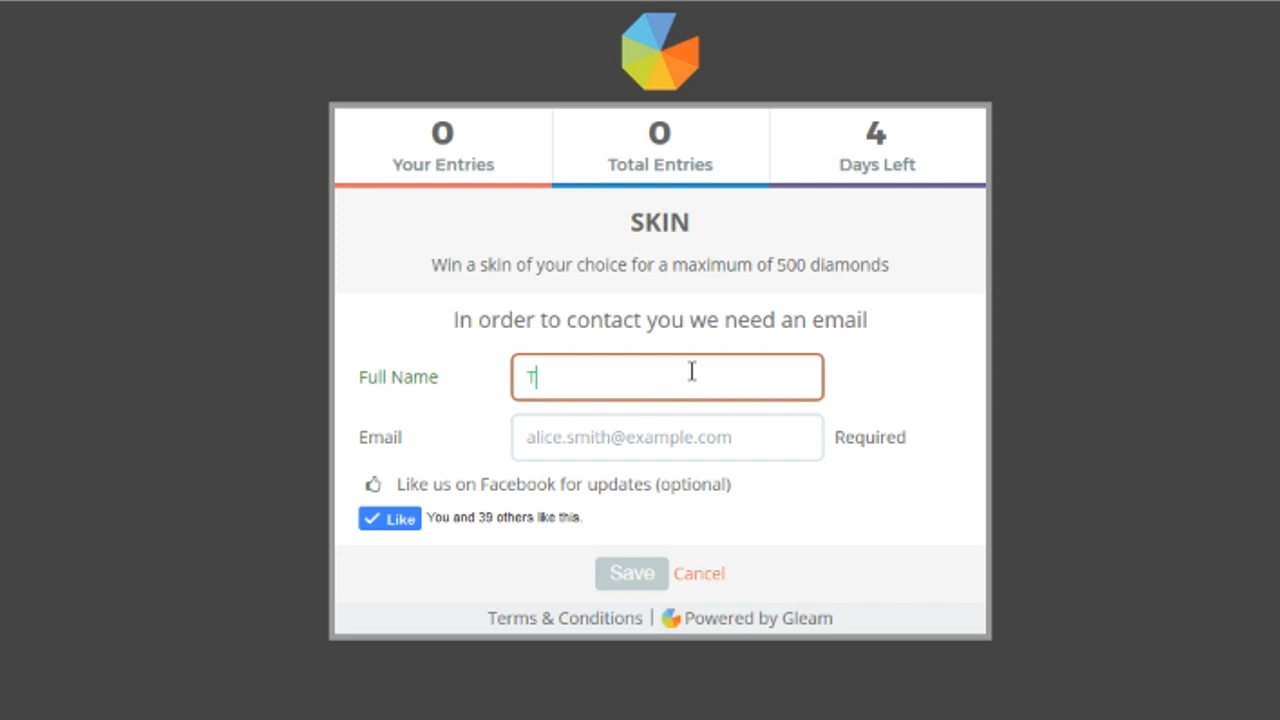 0 0 4
Your Entries Total Entries Days Left
SKIN
Win a skin of your choice for a maximum of 500 diamonds
In order to contact you we need an email
Full Name T
Email alice.smith@example.com Required
Like us on Facebook for updates (optional)
Like You and 39 others like this.
Save Cancel
Terms & Conditions | Powered by Gleam